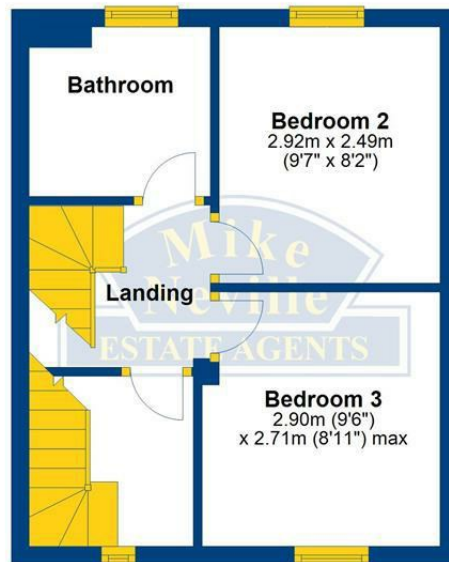 Bathroom
Bedroom 2
2.92m x 2.49m
(9'7" x 8'2")
Mike
Neville
Landing
ESTATE AGENTS
Bedroom 3
2.90m (9'6")
x 2.71m (8'11") max